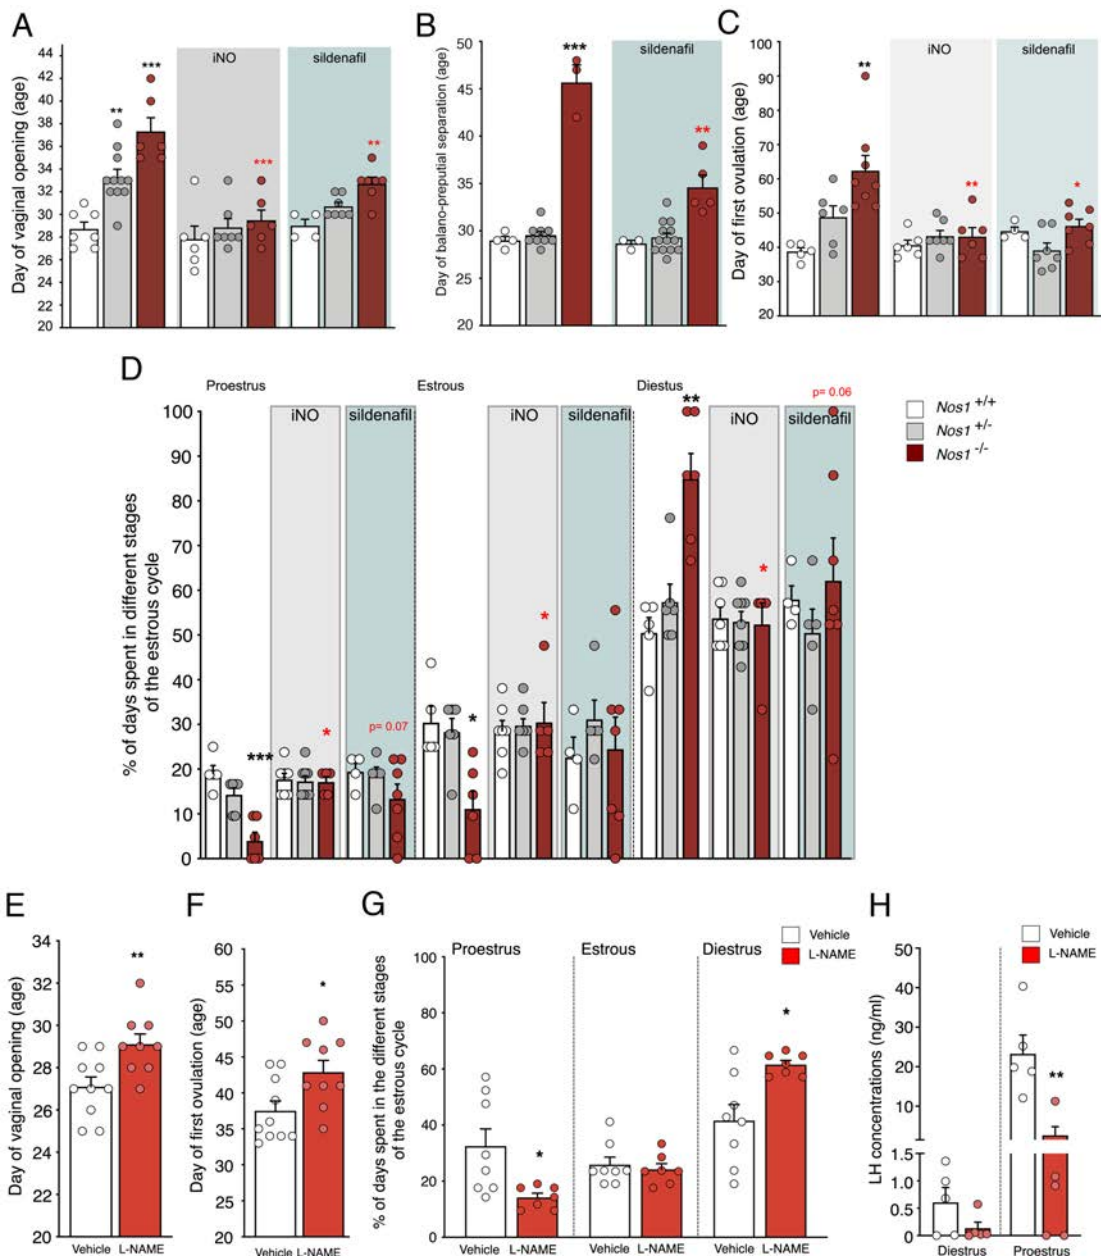 A
Day of vaginal opening (age)
44
42
40
38
36
34
32
30
28
26
24
22
20
**
***
iNO
***
sildenafil
**
B
Day of balano-preputial separation (age)
50
45
40
35
30
25
20
***
sildenafil
**
C
Day of first ovulation (age)
100
90
80
70
60
50
40
30
20
**
iNO
**
sildenafil
*
D
Proestrus
Estrous
Diestus
% of days spent in different stages
of the estrous cycle
100
90
80
70
60
50
40
30
20
10
0
***
iNO
*
sildenafil
p= 0.07
*
iNO
*
sildenafil
**
iNO
*
p= 0.06
sildenafil
Nos1 +/+
Nos1 +/-
Nos1 -/-
E
Day of vaginal opening (age)
34
32
30
28
26
24
22
20
**
Vehicle L-NAME
F
Day of first ovulation (age)
60
55
50
45
40
35
30
25
20
*
Vehicle L-NAME
G
Vehicle
L-NAME
Proestrus
Estrous
Diestrus
% of days spent in the different stages
of the estrous cycle
100
80
60
40
20
0
*
*
Vehicle L-NAME
Vehicle L-NAME
Vehicle L-NAME
H
Vehicle
L-NAME
LH concentrations (ng/ml)
50
40
30
20
10
1.5
1.0
0.5
0
**
Diestrus
Proestrus